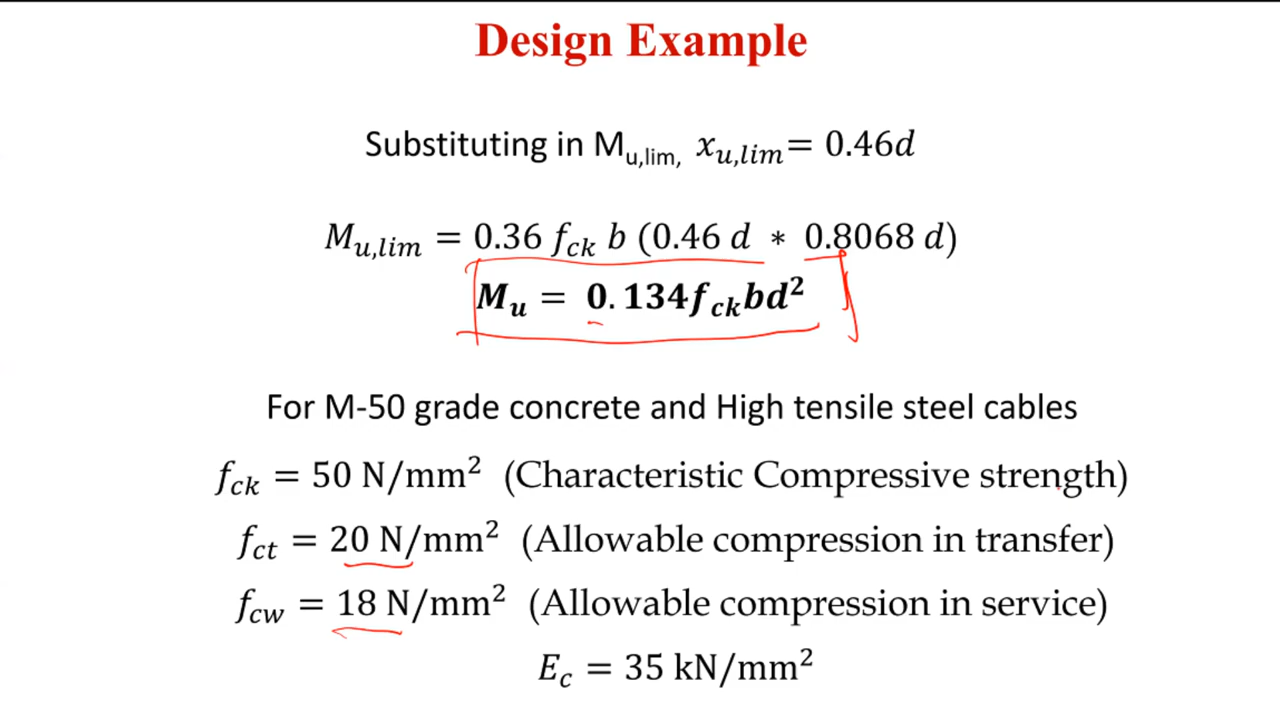 Design Example
Substituting in Mu,lim, xu,lim = 0.46d
Mu,lim = 0.36 fck b (0.46 d * 0.8068 d)
Mu = 0.134fckbd²
For M-50 grade concrete and High tensile steel cables
fck = 50 N/mm² (Characteristic Compressive strength)
fct = 20 N/mm² (Allowable compression in transfer)
fcw = 18 N/mm² (Allowable compression in service)
Ec = 35 kN/mm²